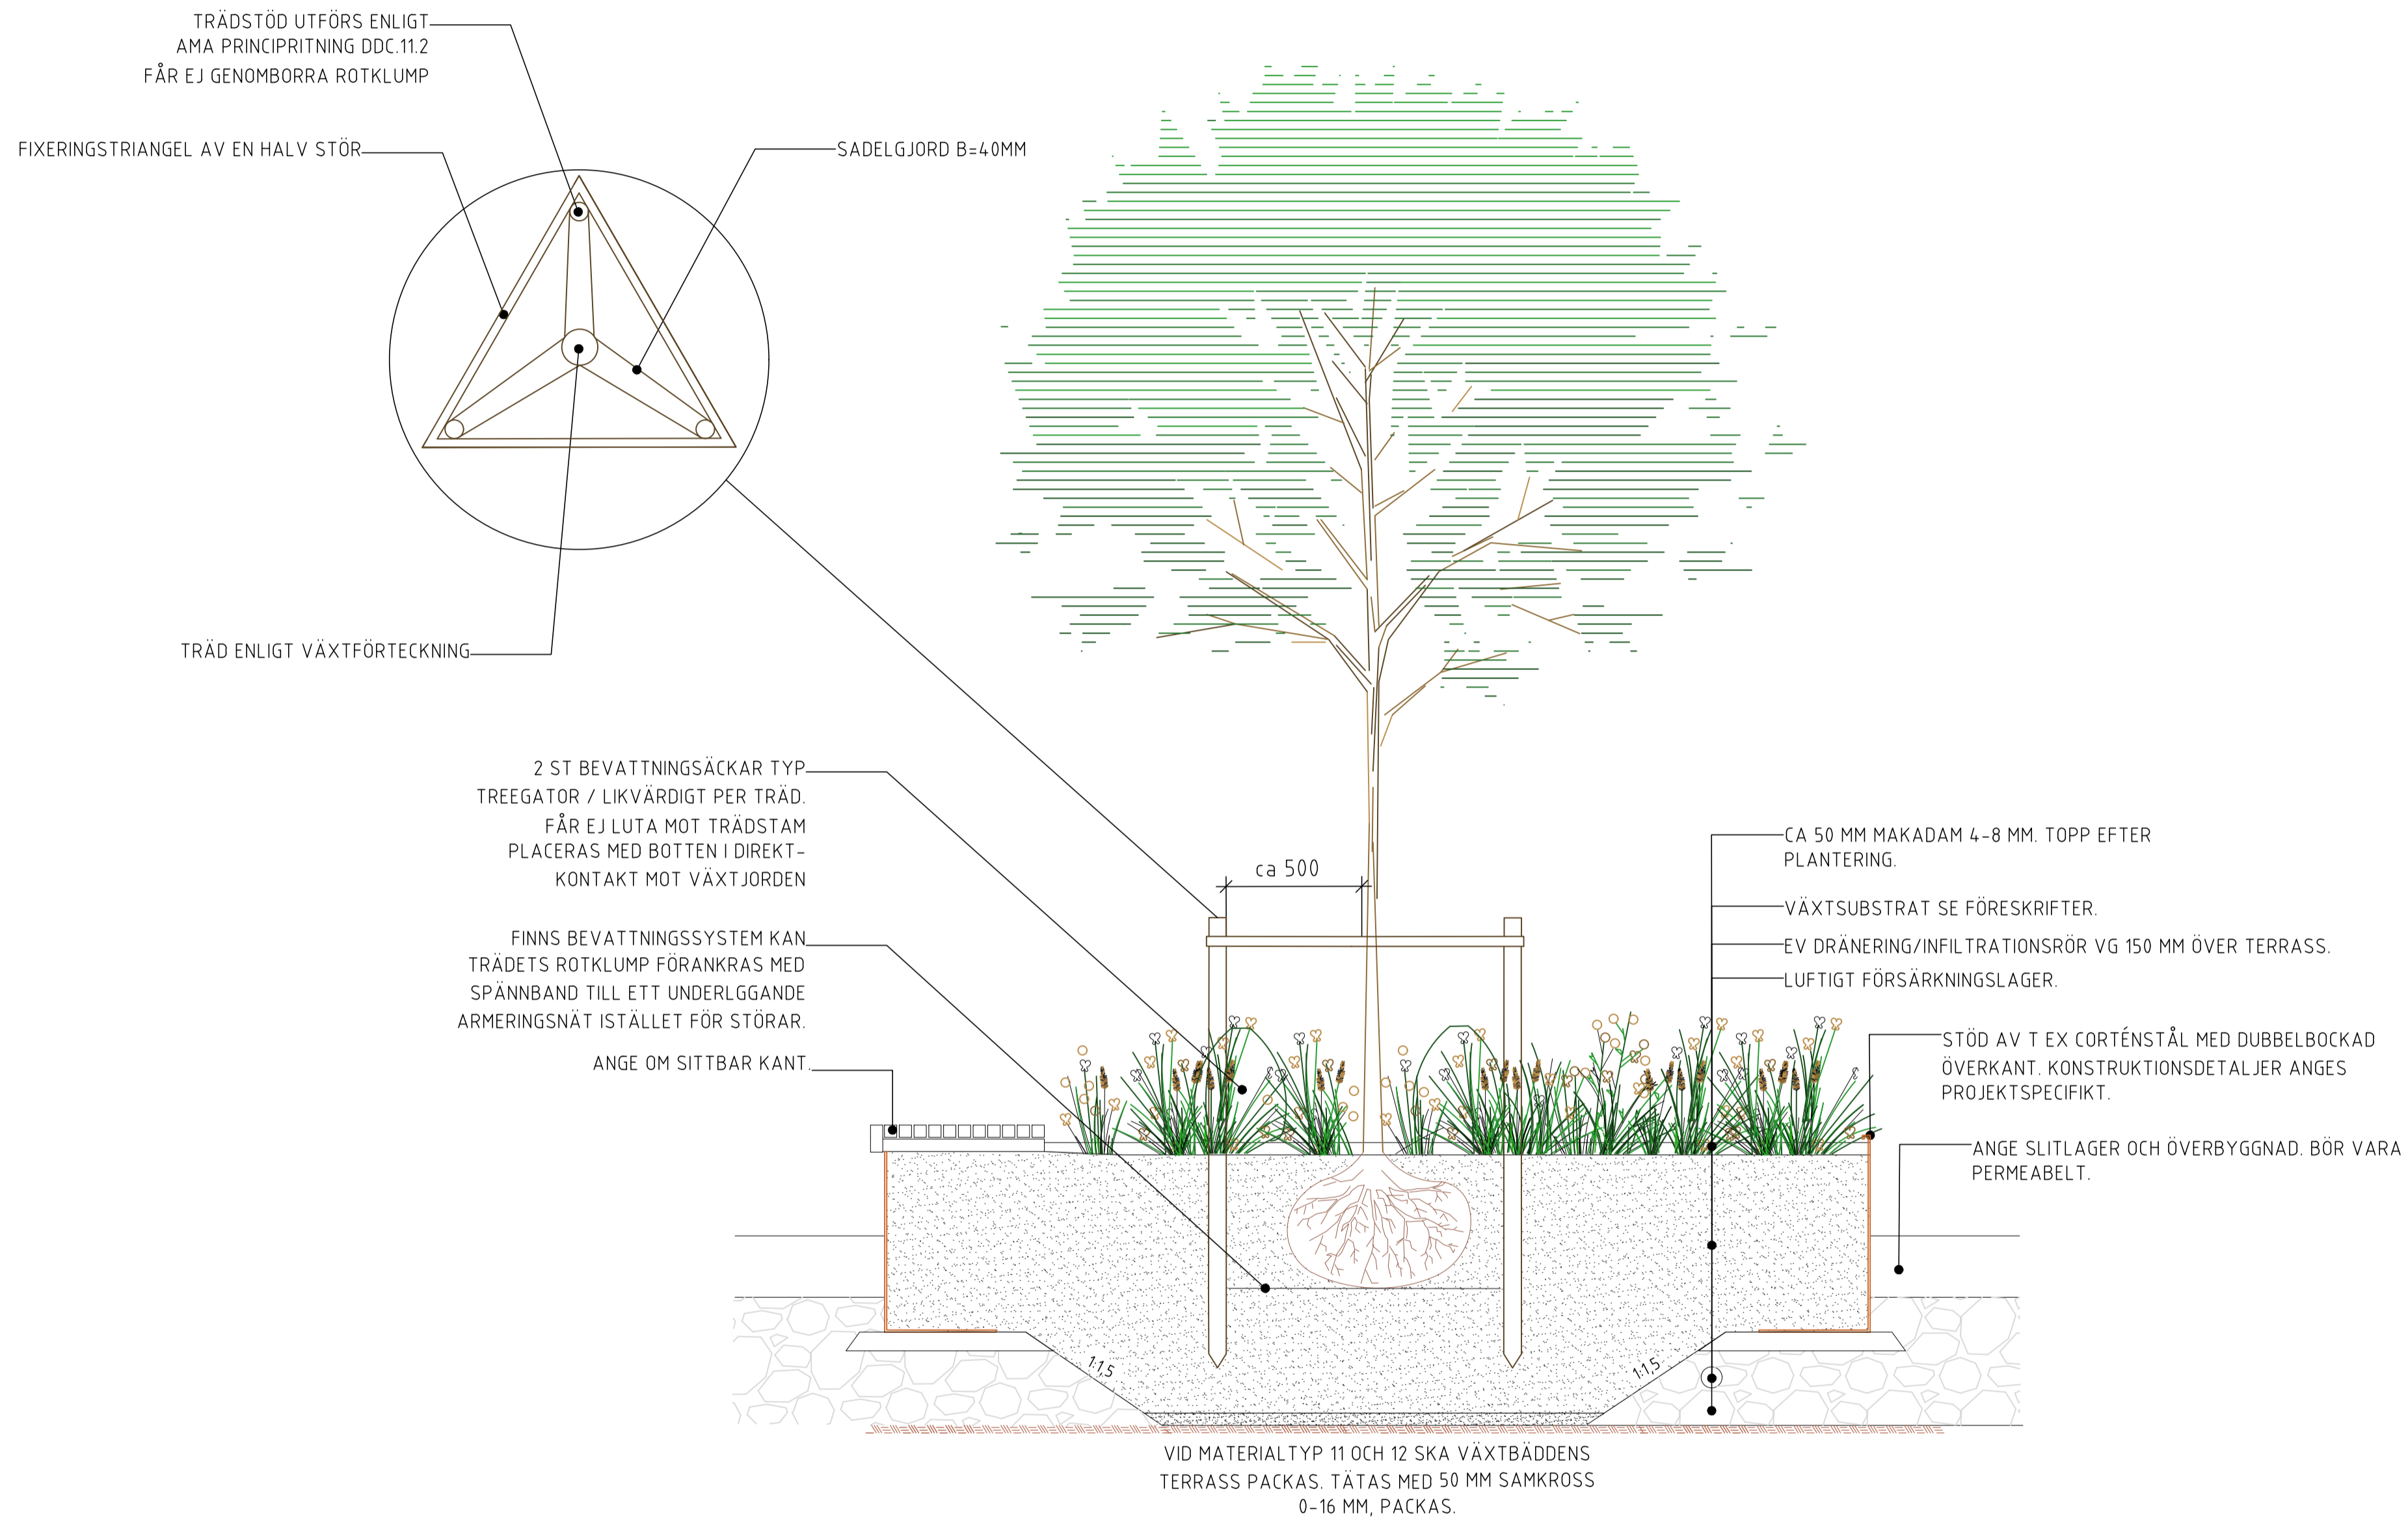 TRÄDSTÖD UTFÖRS ENLIGT
AMA PRINCIPRITNING DDC.11.2
FÅR EJ GENOMBORRA ROTKLUMP
FIXERINGSTRIANGEL AV EN HALV STÖR
SADELGJORD B=40MM
TRÄD ENLIGT VÄXTFÖRTECKNING
2 ST BEVATTNINGSÄCKAR TYP
TREEGATOR / LIKVÄRDIGT PER TRÄD.
FÅR EJ LUTA MOT TRÄDSTAM
PLACERAS MED BOTTEN I DIREKT-
KONTAKT MOT VÄXTJORDEN
FINNS BEVATTNINGSSYSTEM KAN
TRÄDETS ROTKLUMP FÖRANKRAS MED
SPÄNNBAND TILL ETT UNDERLGGANDE
ARMERINGSNÄT ISTÄLLET FÖR STÖRAR.
ANGE OM SITTBAR KANT.
ca 500
CA 50 MM MAKADAM 4-8 MM. TOPP EFTER
PLANTERING.
VÄXTSUBSTRAT SE FÖRESKRIFTER.
EV DRÄNERING/INFILTRATIONSRÖR VG 150 MM ÖVER TERRASS.
LUFTIGT FÖRSÄRKNINGSLAGER.
STÖD AV T EX CORTÉNSTÅL MED DUBBELBOCKAD
ÖVERKANT. KONSTRUKTIONSDETALJER ANGES
PROJEKTSPECIFIKT.
ANGE SLITLAGER OCH ÖVERBYGGNAD. BÖR VARA
PERMEABELT.
1:1,5
1:1,5
VID MATERIALTYP 11 OCH 12 SKA VÄXTBÄDDENS
TERRASS PACKAS. TÄTAS MED 50 MM SAMKROSS
0-16 MM, PACKAS.